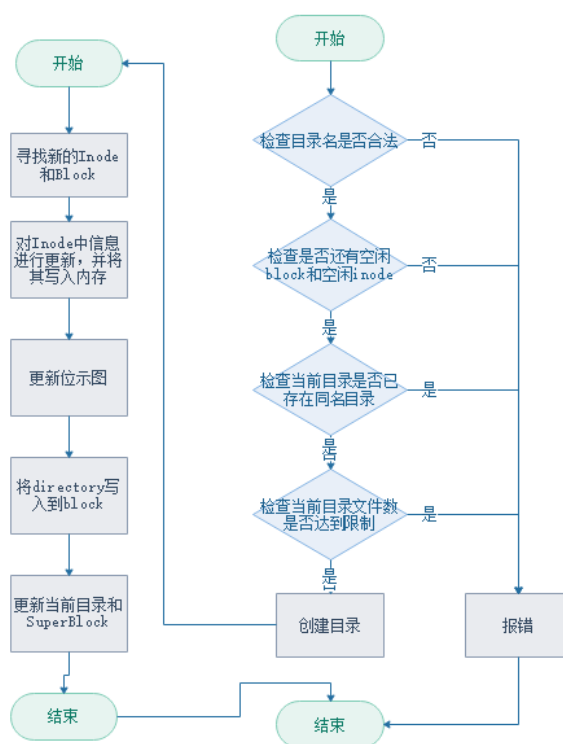 开始
寻找新的Inode
和Block
对Inode中信息
进行更新，并将
其写入内存
更新位示图
将directory写
入到block
更新当前目录和
SuperBlock
结束
开始
检查目录名是否合法
否
是
检查是否还有空闲
block和空闲inode
否
是
检查当前目录是否已
存在同名目录
是
否
检查当前目录文件数
是否达到限制
是
是
创建目录
报错
结束